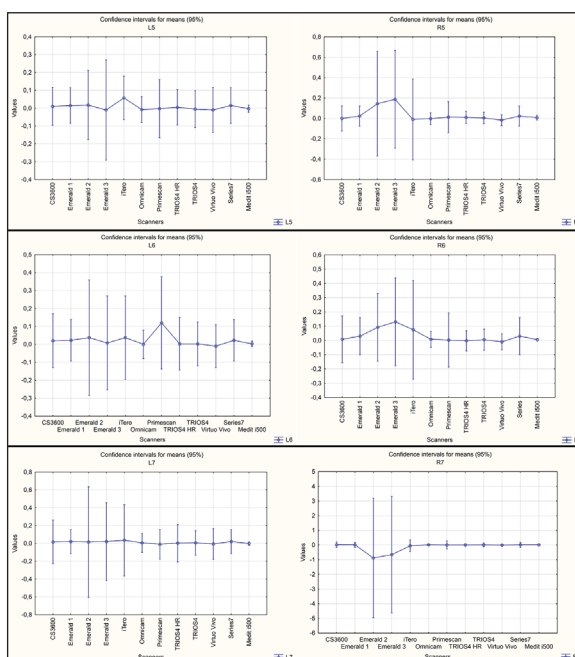 Confidence intervals for means (95%)
L5
0,4
0,3
0,2
0,1
0,0
-0,1
-0,2
-0,3
-0,4
Values
CS3600
Emerald 1
Emerald 2
Emerald 3
iTero
Omnicam
Primescan
TRIOS4 HR
TRIOS4
Virtuo Vivo
Series7
Medit i500
Scanners
L5
Confidence intervals for means (95%)
R5
0,8
0,6
0,4
0,2
0,0
-0,2
-0,4
-0,6
Values
CS3600
Emerald 1
Emerald 2
Emerald 3
iTero
Omnicam
Primescan
TRIOS4 HR
TRIOS4
Virtuo Vivo
Series7
Medit i500
Scanners
Confidence intervals for means (95%)
L6
0,5
0,4
0,3
0,2
0,1
0,0
-0,1
-0,2
-0,3
-0,4
Values
CS3600 Emerald 2 iTero Primescan TRIOS4 Series7
Emerald 1 Emerald 3 Omnicam TRIOS4 HR Virtuo Vivo Medit i500
Scanners
L6
Confidence intervals for means (95%)
R6
0,6
0,5
0,4
0,3
0,2
0,1
0,0
-0,1
-0,2
-0,3
-0,4
Values
CS3600
Emerald 1
Emerald 2
Emerald 3
iTero
Omnicam
Primescan
TRIOS4 HR
TRIOS4
Virtuo Vivo
Series
Medit i500
Scanners
Confidence intervals for means (95%)
L7
0,8
0,6
0,4
0,2
0,0
-0,2
-0,4
-0,6
-0,8
Values
CS3600
Emerald 1
Emerald 2
Emerald 3
iTero
Omnicam
Primescan
TRIOS4 HR
TRIOS4
Virtuo Vivo
Series7
Medit i500
Confidence intervals for means (95%)
R7
5
4
3
2
1
0
-1
-2
-3
-4
-5
-6
Values
CS3600 Emerald 2 iTero Primescan TRIOS4 Series7
Emerald 1 Emerald 3 Omnicam TRIOS4 HR Virtuo Vivo Medit i500
Scanners